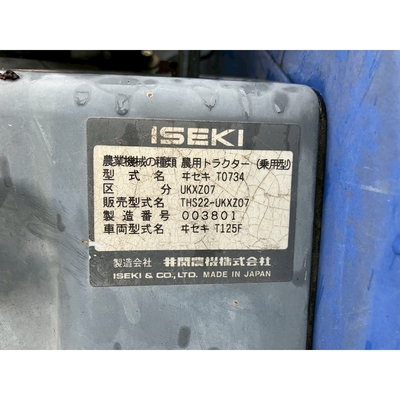 ISEKI
農業機械の種類 農用トラクター (乗用型)
型式名 ヰセキ TO734
区分 UKXZ07
販売型式名 THS22-UKXZ07
製造番号 003801
車両型式名 ヰセキ T125F
製造会社 井関農機株式会社
ISEKI & CO., LTD. MADE IN JAPAN